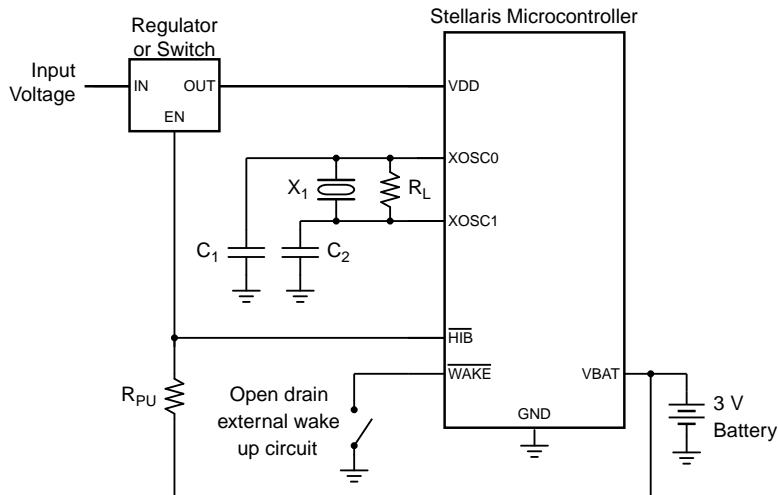 Stellaris Microcontroller
Regulator
or Switch
Input
Voltage
IN
OUT
EN
VDD
XOSC0
X1
RL
XOSC1
C1
C2
HIB
WAKE
VBAT
RPU
Open drain
external wake
up circuit
GND
3 V
Battery